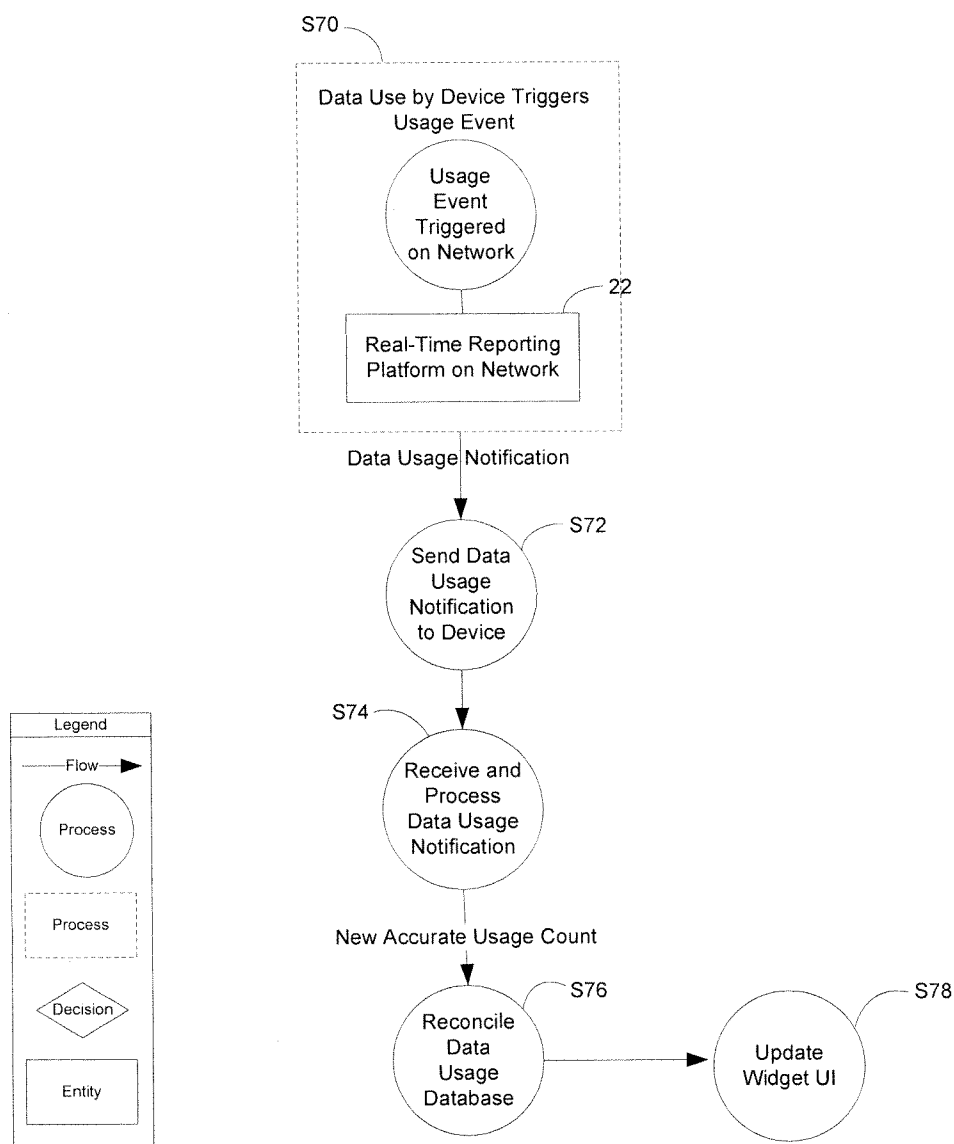 S70
Data Use by Device Triggers
Usage Event
Usage
Event
Triggered
on Network
22
Real-Time Reporting
Platform on Network
Data Usage Notification
S72
Send Data
Usage
Notification
to Device
S74
Receive and
Process
Data Usage
Notification
New Accurate Usage Count
S76
Reconcile
Data
Usage
Database
S78
Update
Widget UI
Legend
Flow
Process
Process
Decision
Entity